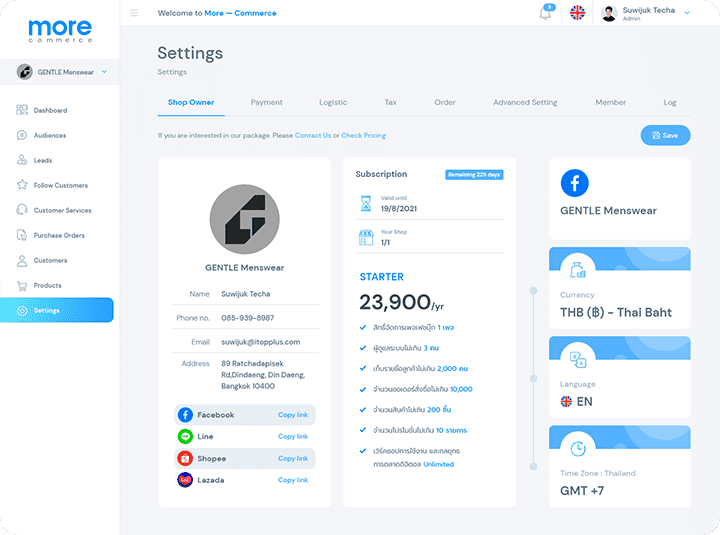 more
commerce
Welcome to More — Commerce
3
Suwijuk Techa
Admin
GENTLE Menswear
Dashboard
Audiences
Leads
Follow Customers
Customer Services
Purchase Orders
Customers
Products
Settings
Settings
Settings
Shop Owner
Payment
Logistic
Tax
Order
Advanced Setting
Member
Log
If you are interested in our package. Please Contact Us or Check Pricing
Save
GENTLE Menswear
Name Suwijuk Techa
Phone no. 085-939-8987
Email suwijuk@itopplus.com
Address 89 Ratchadapisek
Rd,Dindaeng, Din Daeng,
Bangkok 10400
Facebook Copy link
Line Copy link
Shopee Copy link
Lazada Copy link
Subscription
Remaining 229 days
Valid until
19/8/2021
Your Shop
1/1
STARTER
23,900/yr
สิทธิ์จัดการเพจเฟซบุ๊ก 1 เพจ
ผู้ดูแลระบบไม่เกิน 3 คน
เก็บรายชื่อลูกค้าไม่เกิน 2,000 คน
จำนวนออเดอร์สั่งซื้อไม่เกิน 10,000
จำนวนสินค้าไม่เกิน 200 ชิ้น
จำนวนโปรโมชั่นไม่เกิน 10 รายการ
เวิร์คชอปการใช้งาน และกลยุทธ
การตลาดดิจิตอล Unlimited
GENTLE Menswear
Currency
THB (฿) - Thai Baht
Language
EN
Time Zone : Thailand
GMT +7